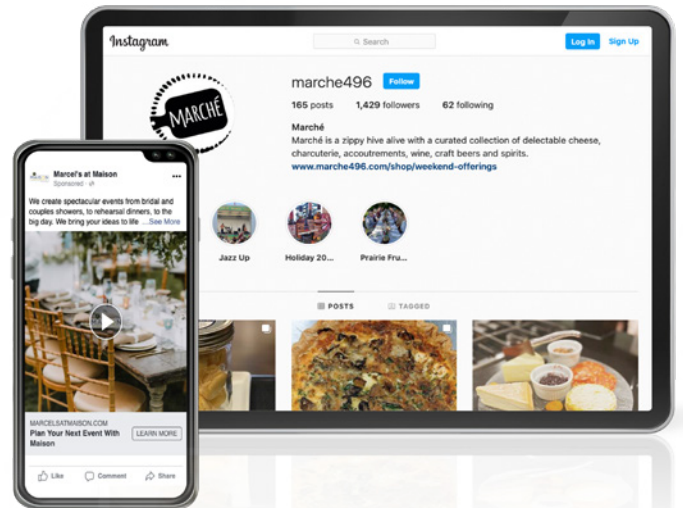 Instagram
Search
Log In
Sign Up
MARCHÉ
marche496
Follow
165 posts 1,429 followers 62 following
Marché
Marché is a zippy hive alive with a curated collection of delectable cheese,
charcuterie, accoutrements, wine, craft beers and spirits.
www.marche496.com/shop/weekend-offerings
Jazz Up
Holiday 20...
Prairie Fru...
POSTS
TAGGED
Marcel's at Maison
Sponsored
We create spectacular events from bridal and
couples showers, to rehearsal dinners, to the
big day. We bring your ideas to life ...See More
MARCELSATMAISON.COM
Plan Your Next Event With
Maison
LEARN MORE
Like
Comment
Share